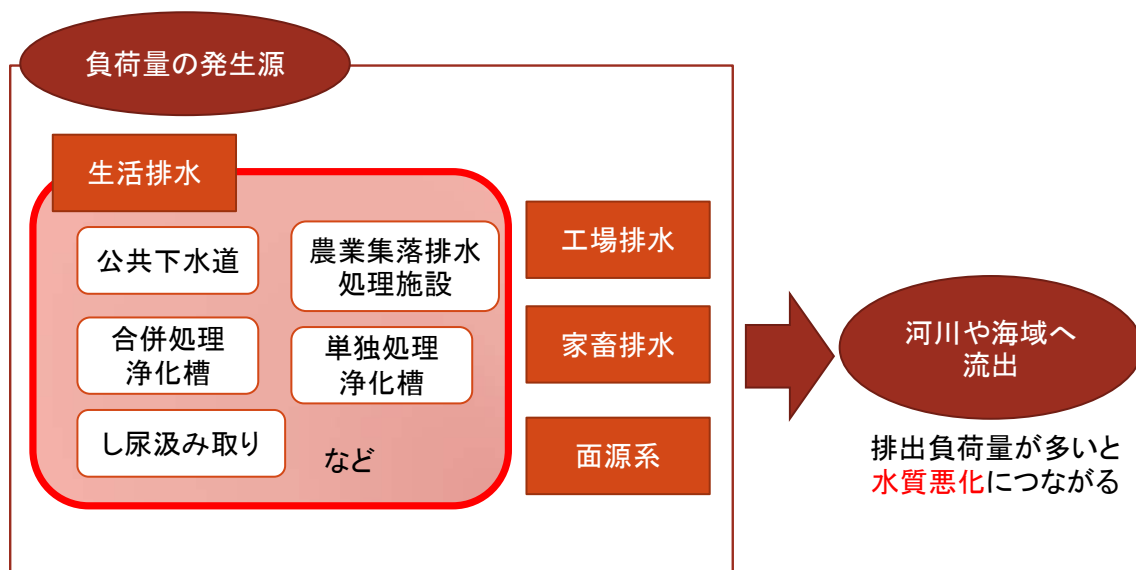 負荷量の発生源
生活排水
公共下水道
農業集落排水
処理施設
合併処理
浄化槽
単独処理
浄化槽
し尿汲み取り
など
工場排水
家畜排水
面源系
河川や海域へ
流出
排出負荷量が多いと
水質悪化につながる